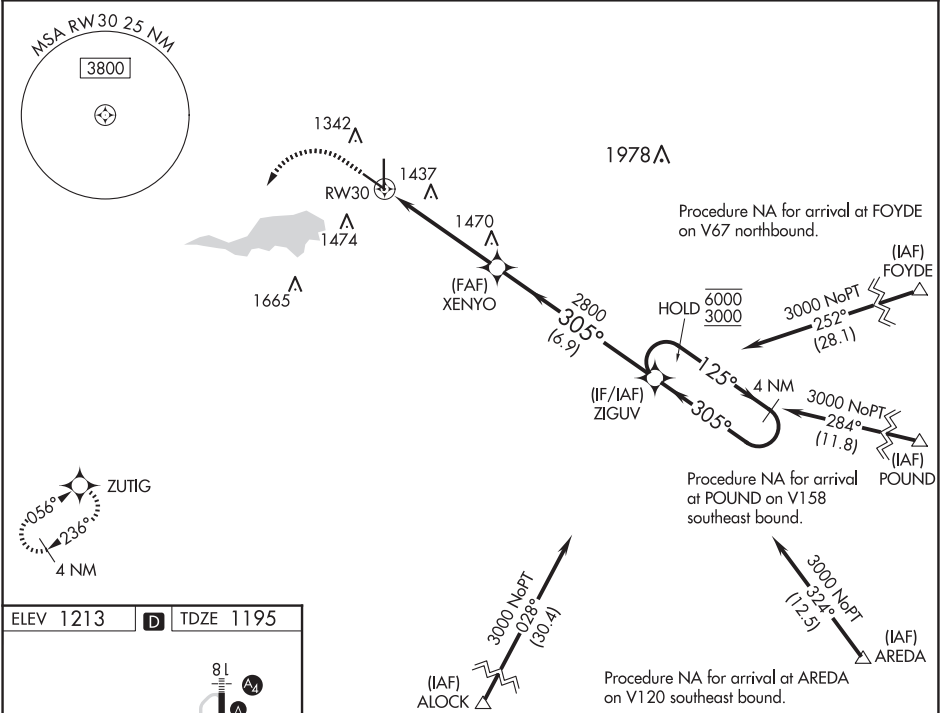 MSA RW30 25 NM
3800
1342
1437
RW30
1474
1470
1665
1978
(FAF)
XENYO
2800
305°
(6.9)
HOLD
6000
3000
125°
4 NM
305°
(IF/IAF)
ZIGUV
Procedure NA for arrival at FOYDE
on V67 northbound.
(IAF)
FOYDE
3000 NoPT
252°
(28.1)
3000 NoPT
284°
(11.8)
(IAF)
POUND
Procedure NA for arrival
at POUND on V158
southeast bound.
ZUTIG
056°
236°
4 NM
3000 NoPT
028°
(30.4)
(IAF)
ALOCK
3000 NoPT
324°
(12.5)
(IAF)
AREDA
Procedure NA for arrival at AREDA
on V120 southeast bound.
ELEV 1213
D
TDZE 1195
18
A4